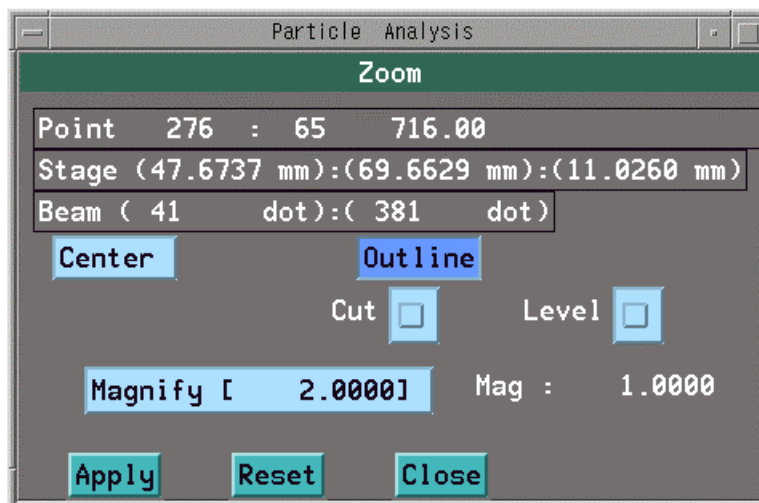 Particle Analysis
Zoom
Point 276 : 65 716.00
Stage (47.6737 mm):(69.6629 mm):(11.0260 mm)
Beam ( 41 dot):( 381 dot)
Center Outline
Cut Level
Magnify [ 2.0000] Mag : 1.0000
Apply Reset Close